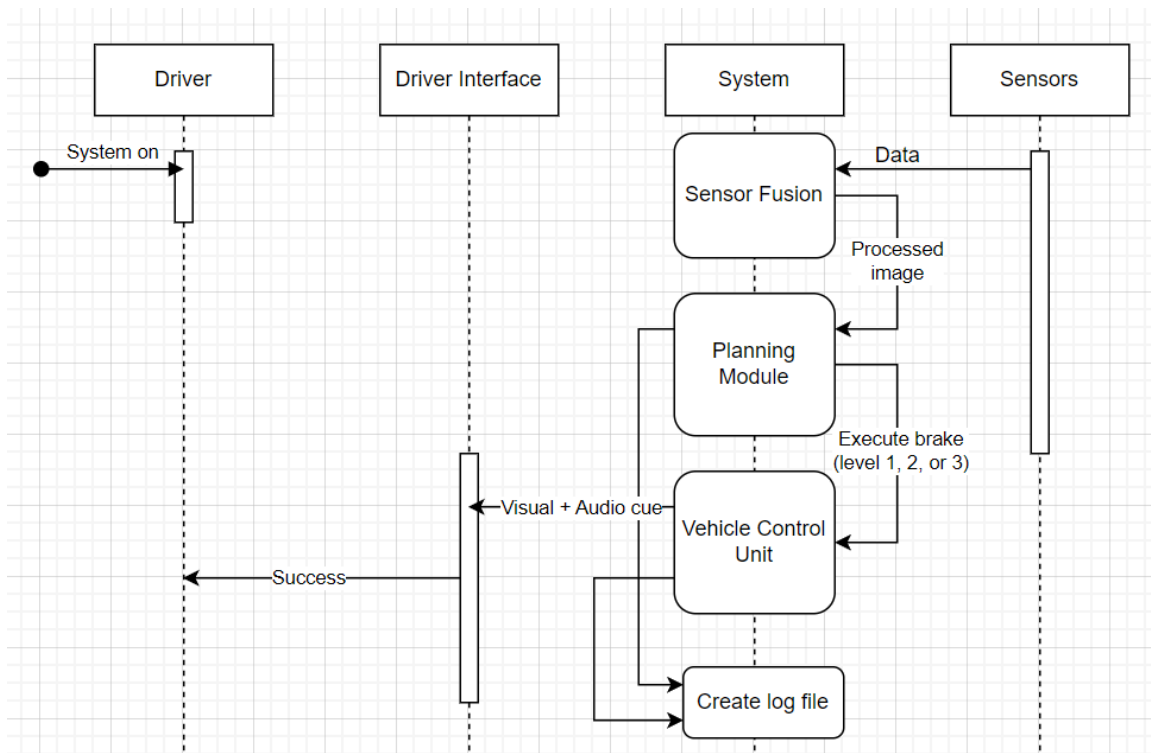 Driver
Driver Interface
System
Sensors
System on
Data
Sensor Fusion
Processed
image
Planning
Module
Execute brake
(level 1, 2, or 3)
Visual + Audio cue
Vehicle Control
Unit
Success
Create log file